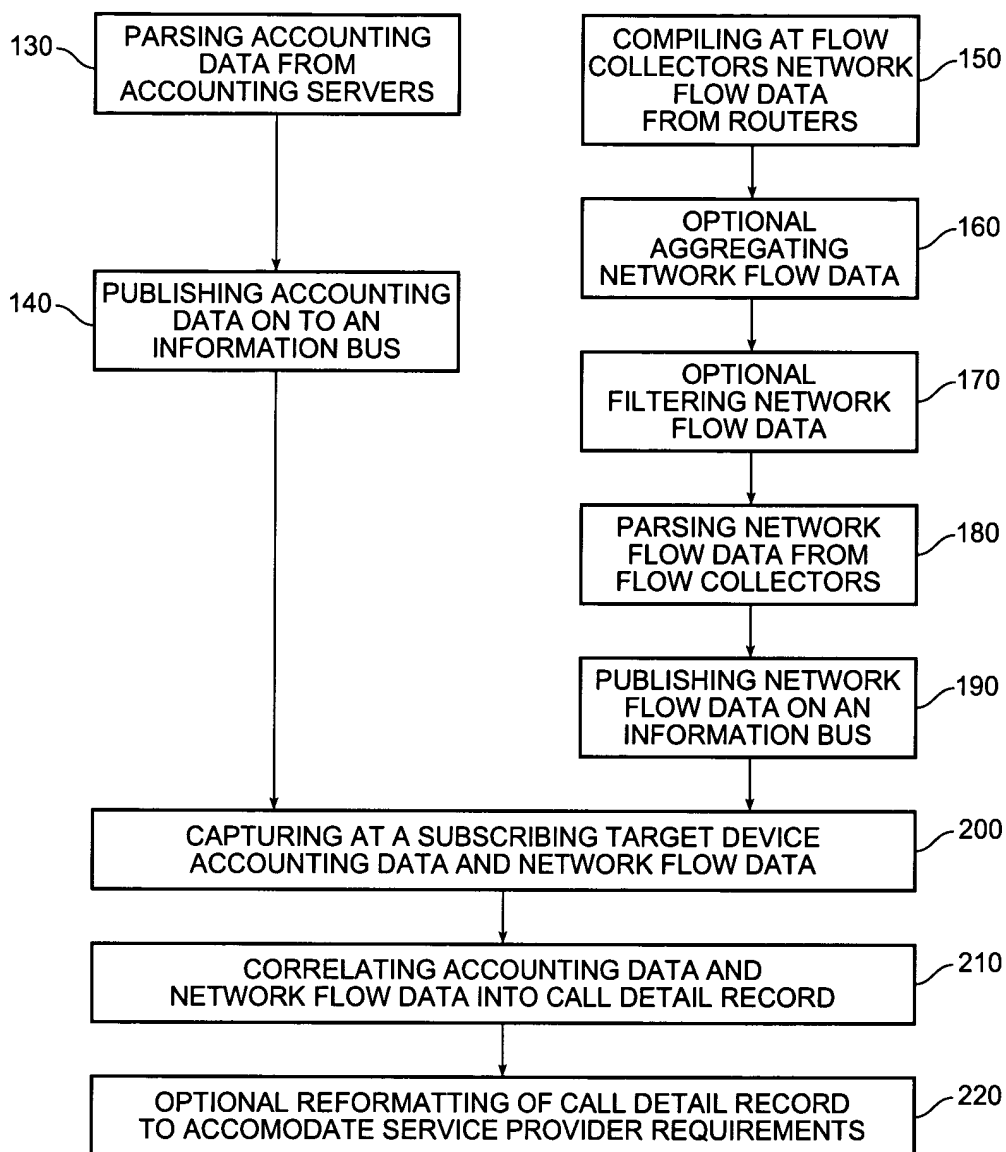 130
PARSING ACCOUNTING
DATA FROM
ACCOUNTING SERVERS
140
PUBLISHING ACCOUNTING
DATA ON TO AN
INFORMATION BUS
COMPILING AT FLOW
COLLECTORS NETWORK
FLOW DATA
FROM ROUTERS
150
OPTIONAL
AGGREGATING
NETWORK FLOW DATA
160
OPTIONAL
FILTERING NETWORK
FLOW DATA
170
PARSING NETWORK
FLOW DATA FROM
FLOW COLLECTORS
180
PUBLISHING NETWORK
FLOW DATA ON AN
INFORMATION BUS
190
CAPTURING AT A SUBSCRIBING TARGET DEVICE
ACCOUNTING DATA AND NETWORK FLOW DATA
200
CORRELATING ACCOUNTING DATA AND
NETWORK FLOW DATA INTO CALL DETAIL RECORD
210
OPTIONAL REFORMATTING OF CALL DETAIL RECORD
TO ACCOMODATE SERVICE PROVIDER REQUIREMENTS
220